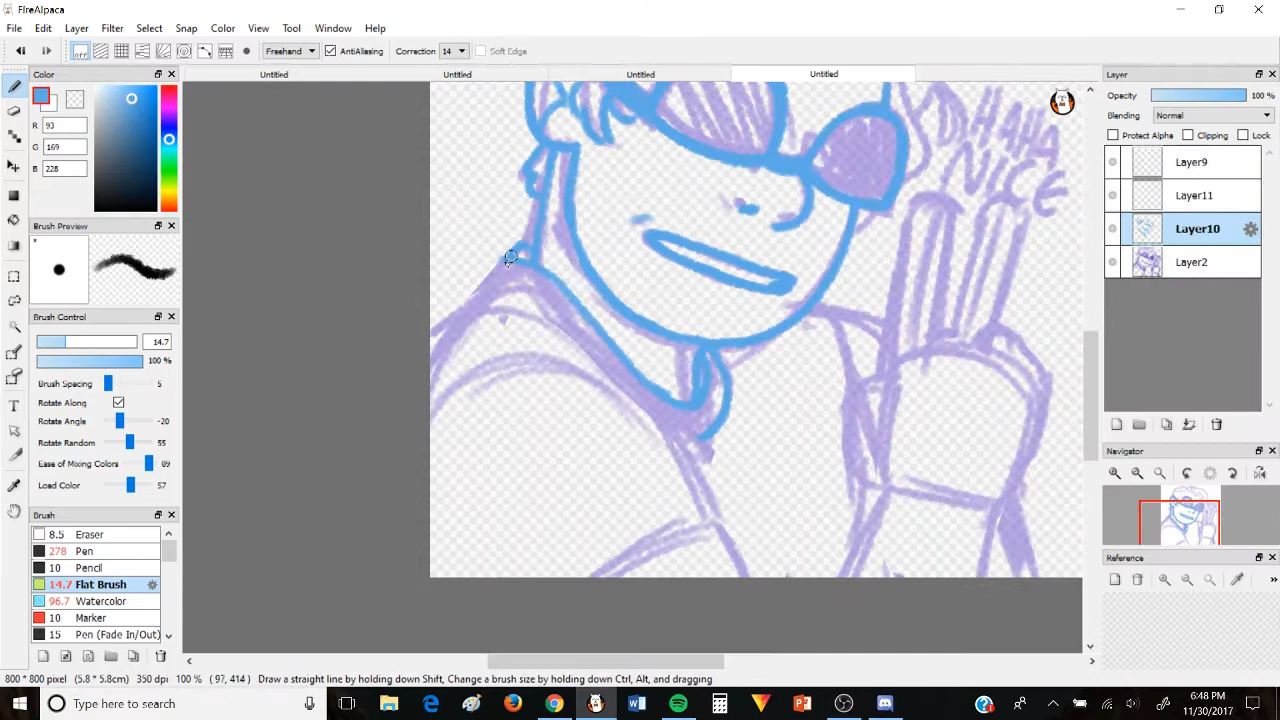 FireAlpaca
File Edit Layer Filter Select Snap Color View Tool Window Help
off Freehand AntiAliasing Correction 14 Soft Edge
Untitled Untitled Untitled Untitled
Color
R 93
G 169
B 228
Brush Preview
*
Brush Control
14.7
100 %
Brush Spacing 5
Rotate Along
Rotate Angle -20
Rotate Random 55
Ease of Mixing Colors 89
Load Color 57
Brush
8.5 Eraser
278 Pen
10 Pencil
14.7 Flat Brush
96.7 Watercolor
10 Marker
15 Pen (Fade In/Out)
JUICE
Layer
Opacity 100 %
Blending Normal
Protect Alpha Clipping Lock
Layer9
Layer11
Layer10
Layer2
Navigator
Reference
»
800 * 800 pixel (5.8 * 5.8cm) 350 dpi 100 % ( 97, 414 ) Draw a straight line by holding down Shift, Change a brush size by holding down Ctrl, Alt, and dragging
Type here to search
6:48 PM
11/30/2017